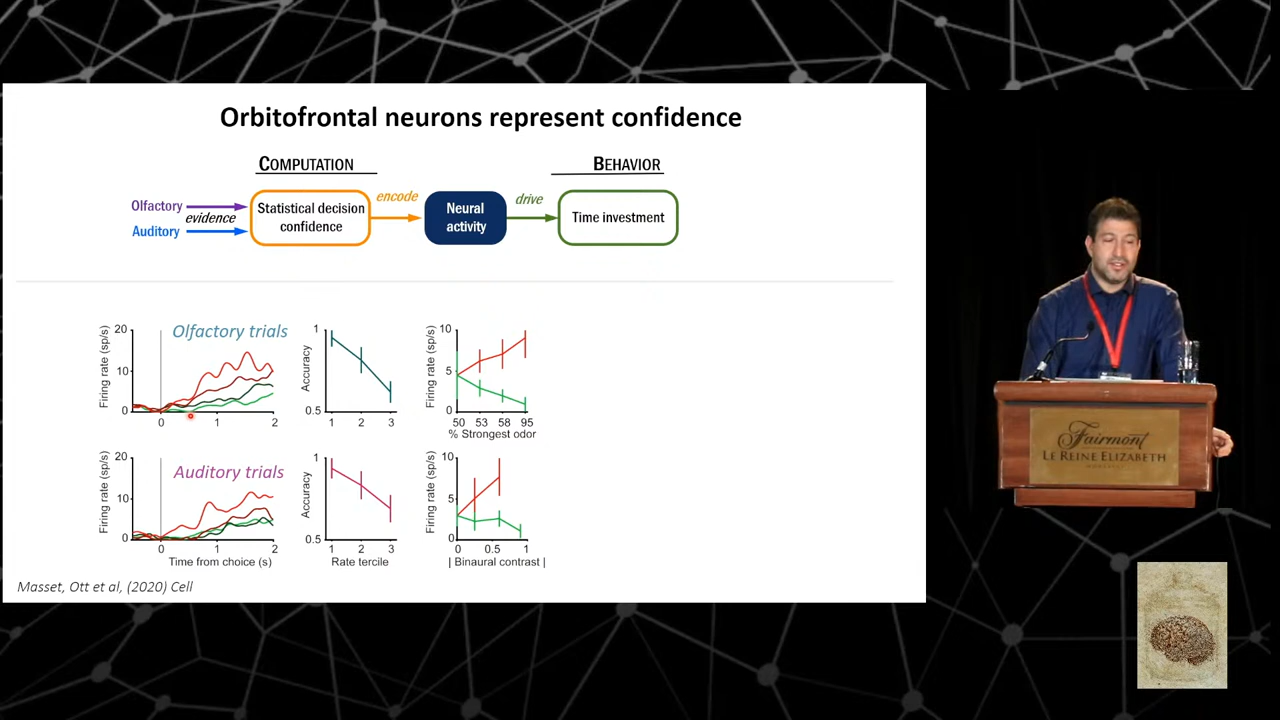 Orbitofrontal neurons represent confidence
COMPUTATION
BEHAVIOR
Olfactory
evidence
Auditory
Statistical decision
confidence
encode
Neural
activity
drive
Time investment
Olfactory trials
Firing rate (sp/s)
20
10
0
0 1 2
Accuracy
1
0.5
1 2 3
Firing rate (sp/s)
10
5
0
50 53 58 95
% Strongest odor
Auditory trials
Firing rate (sp/s)
20
10
0
0 1 2
Time from choice (s)
Accuracy
1
0.5
1 2 3
Rate tercile
Firing rate (sp/s)
10
5
0
0 0.5 1
| Binaural contrast |
Masset, Ott et al, (2020) Cell
Fairmont
LE REINE ELIZABETH